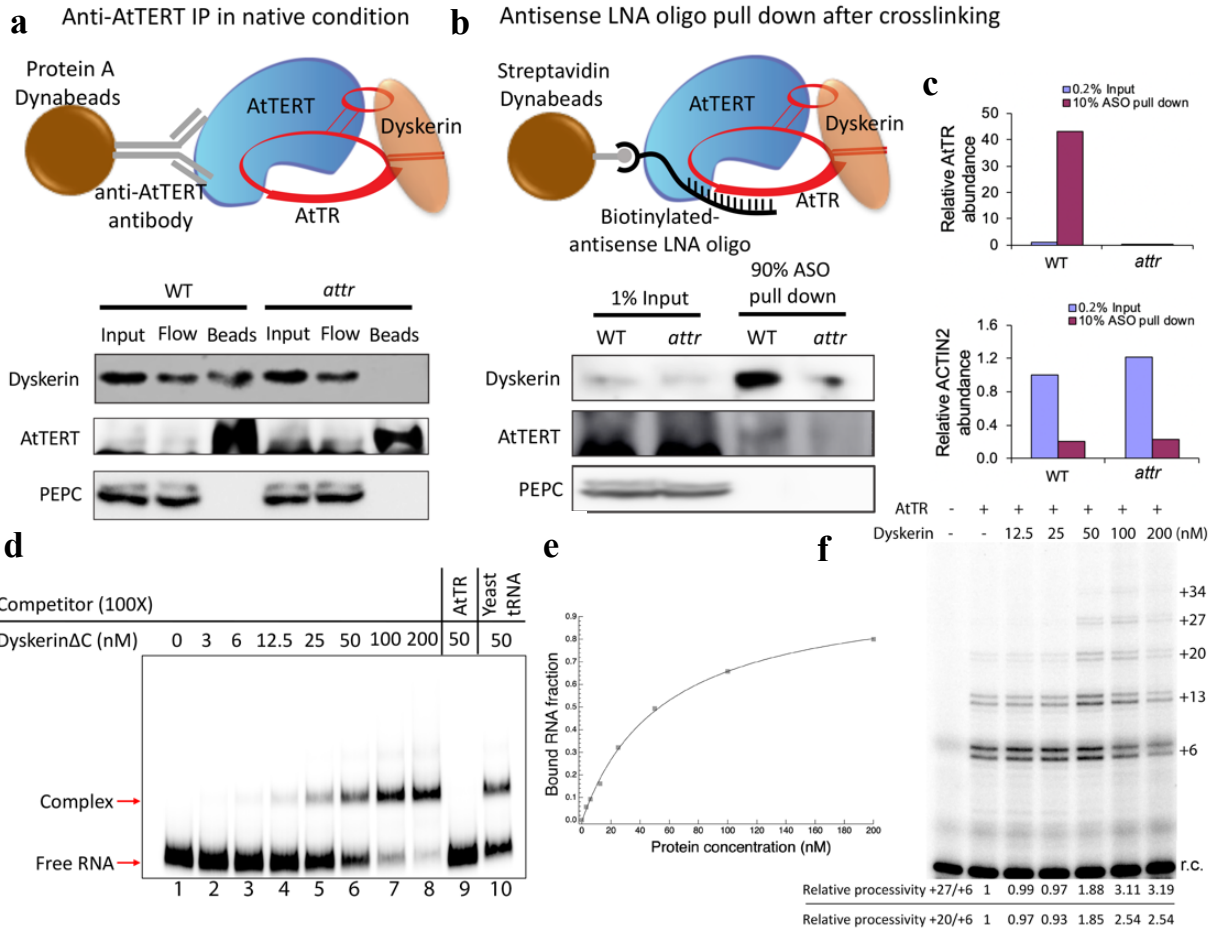 a
Anti-AtTERT IP in native condition
Protein A
Dynabeads
AtTERT
Dyskerin
anti-AtTERT
antibody
AtTR
WT
attr
Input Flow Beads Input Flow Beads
Dyskerin
AtTERT
PEPC
b
Antisense LNA oligo pull down after crosslinking
Streptavidin
Dynabeads
AtTERT
Dyskerin
AtTR
Biotinylated-
antisense LNA oligo
1% Input
90% ASO
pull down
WT attr WT attr
Dyskerin
AtTERT
PEPC
c
0.2% Input
10% ASO pull down
Relative AtTR
abundance
50
40
30
20
10
0
WT attr
0.2% Input
10% ASO pull down
Relative ACTIN2
abundance
1.6
1.2
0.8
0.4
0.0
WT attr
d
Competitor (100X)
AtTR
Yeast
tRNA
DyskerinΔC (nM) 0 3 6 12.5 25 50 100 200 50 50
Complex
Free RNA
1 2 3 4 5 6 7 8 9 10
e
Bound RNA fraction
0.9
0.8
0.7
0.6
0.5
0.4
0.3
0.2
0.1
0.0
0 20 40 60 80 100 120 140 160 180 200
Protein concentration (nM)
f
AtTR - + + + + + +
Dyskerin - - 12.5 25 50 100 200 (nM)
+34
+27
+20
+13
+6
r.c.
Relative processivity +27/+6 1 0.99 0.97 1.88 3.11 3.19
Relative processivity +20/+6 1 0.97 0.93 1.85 2.54 2.54